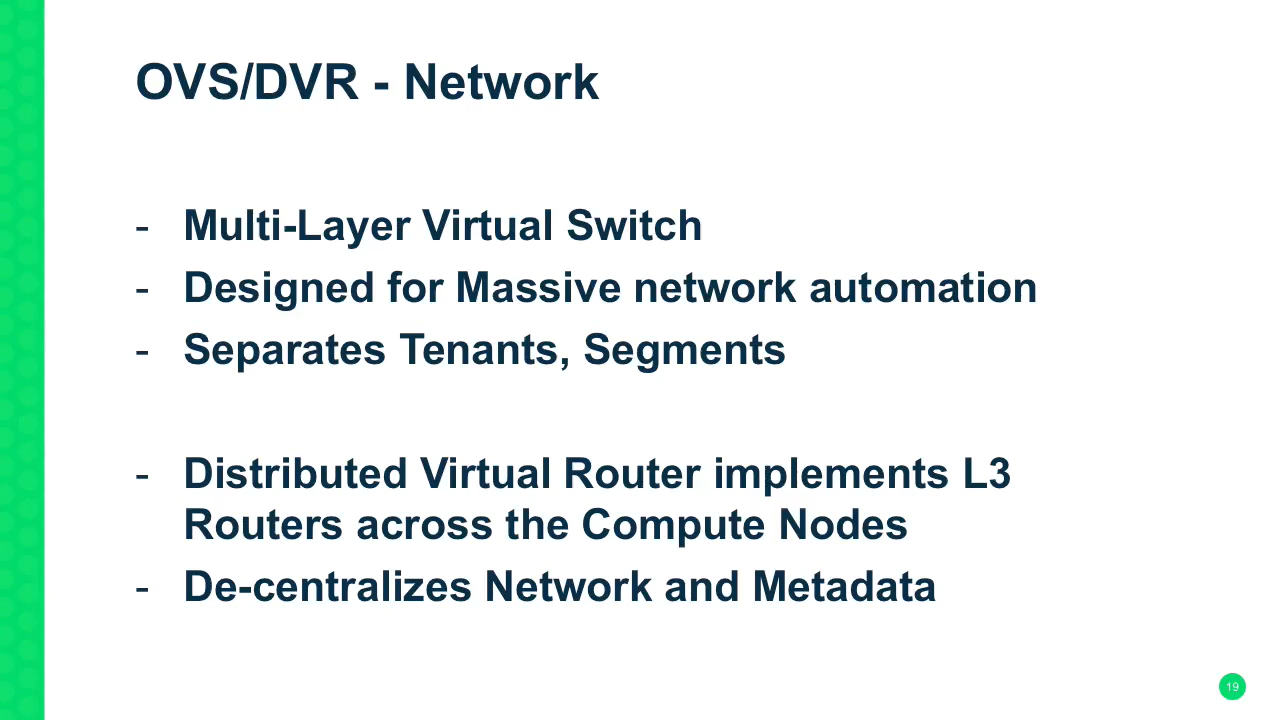 OVS/DVR - Network
- Multi-Layer Virtual Switch
- Designed for Massive network automation
- Separates Tenants, Segments
- Distributed Virtual Router implements L3
Routers across the Compute Nodes
- De-centralizes Network and Metadata
19